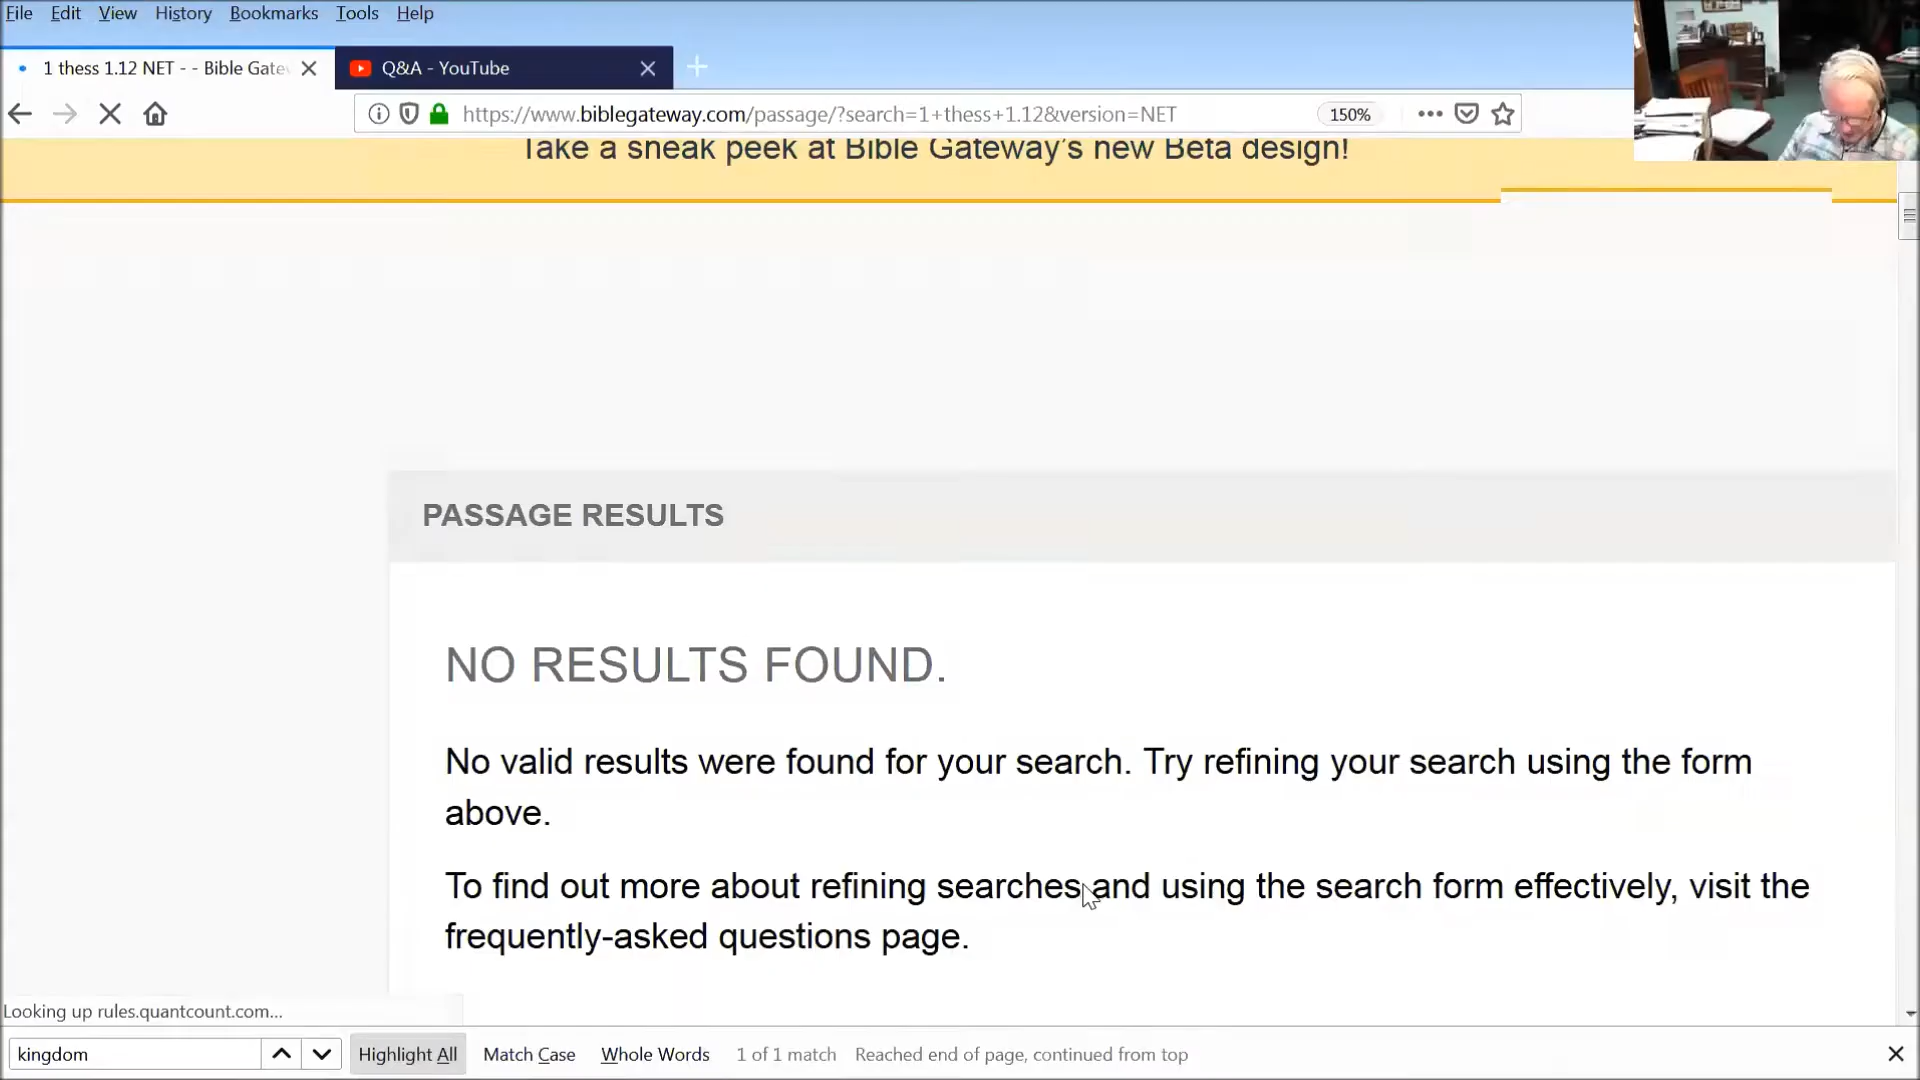 File Edit View History Bookmarks Tools Help
1 thess 1.12 NET - - Bible Gate
Q&A - YouTube
https://www.biblegateway.com/passage/?search=1+thess+1.12&version=NET
150%
Take a sneak peek at Bible Gateway's new Beta design!
PASSAGE RESULTS
NO RESULTS FOUND.
No valid results were found for your search. Try refining your search using the form
above.
To find out more about refining searches and using the search form effectively, visit the
frequently-asked questions page.
Looking up rules.quantcount.com...
kingdom Highlight All Match Case Whole Words 1 of 1 match Reached end of page, continued from top